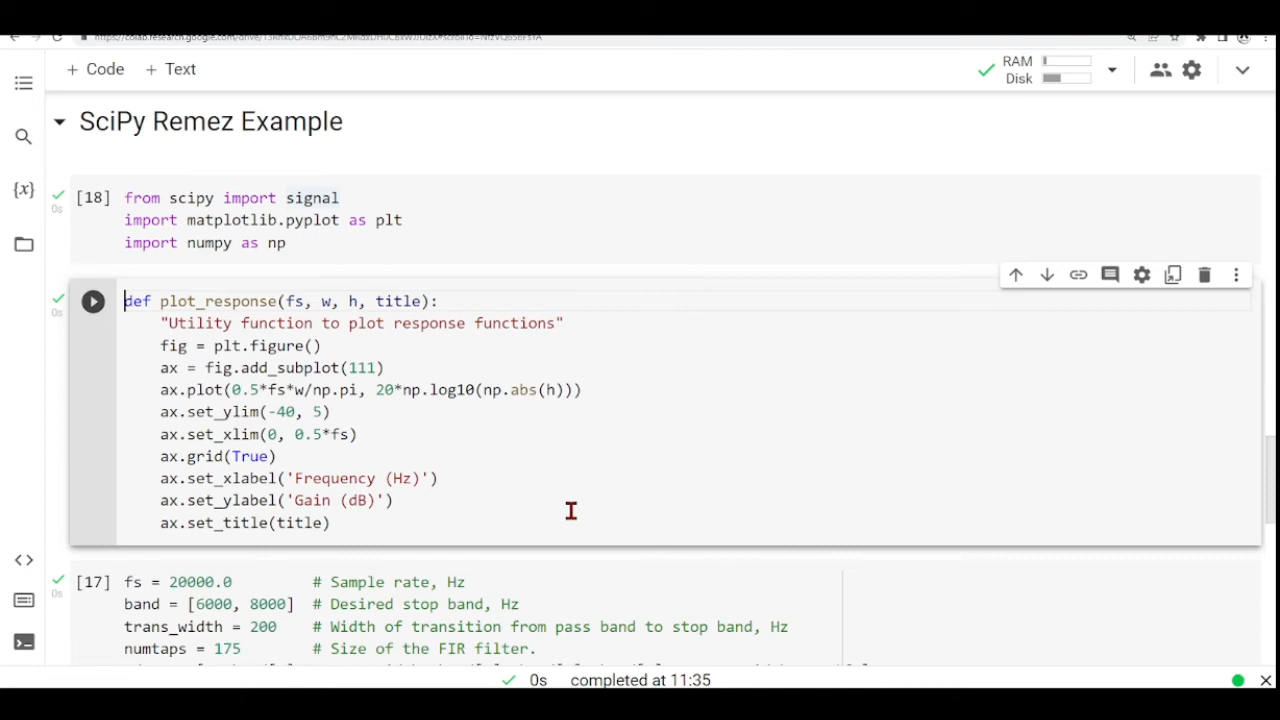 + Code + Text
RAM
Disk
SciPy Remez Example
[18] from scipy import signal
import matplotlib.pyplot as plt
import numpy as np
def plot_response(fs, w, h, title):
"Utility function to plot response functions"
fig = plt.figure()
ax = fig.add_subplot(111)
ax.plot(0.5*fs*w/np.pi, 20*np.log10(np.abs(h)))
ax.set_ylim(-40, 5)
ax.set_xlim(0, 0.5*fs)
ax.grid(True)
ax.set_xlabel('Frequency (Hz)')
ax.set_ylabel('Gain (dB)')
ax.set_title(title)
0s
0s
0s
[17] fs = 20000.0 # Sample rate, Hz
band = [6000, 8000] # Desired stop band, Hz
trans_width = 200 # Width of transition from pass band to stop band, Hz
numtaps = 175 # Size of the FIR filter.
0s completed at 11:35